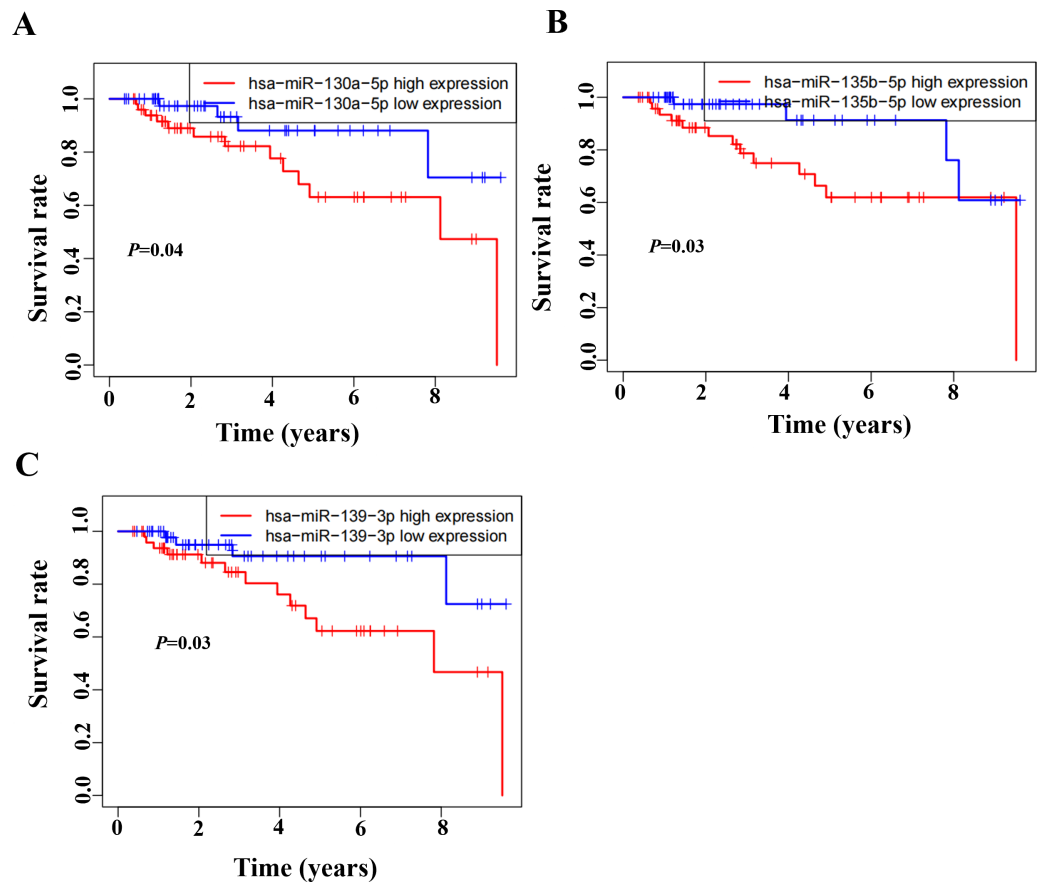 A
hsa-miR-130a-5p high expression
hsa-miR-130a-5p low expression
Survival rate
1.0
0.8
0.6
0.4
0.2
0.0
P=0.04
0 2 4 6 8
Time (years)
B
hsa-miR-135b-5p high expression
hsa-miR-135b-5p low expression
Survival rate
1.0
0.8
0.6
0.4
0.2
0.0
P=0.03
0 2 4 6 8
Time (years)
C
hsa-miR-139-3p high expression
hsa-miR-139-3p low expression
Survival rate
1.0
0.8
0.6
0.4
0.2
0.0
P=0.03
0 2 4 6 8
Time (years)